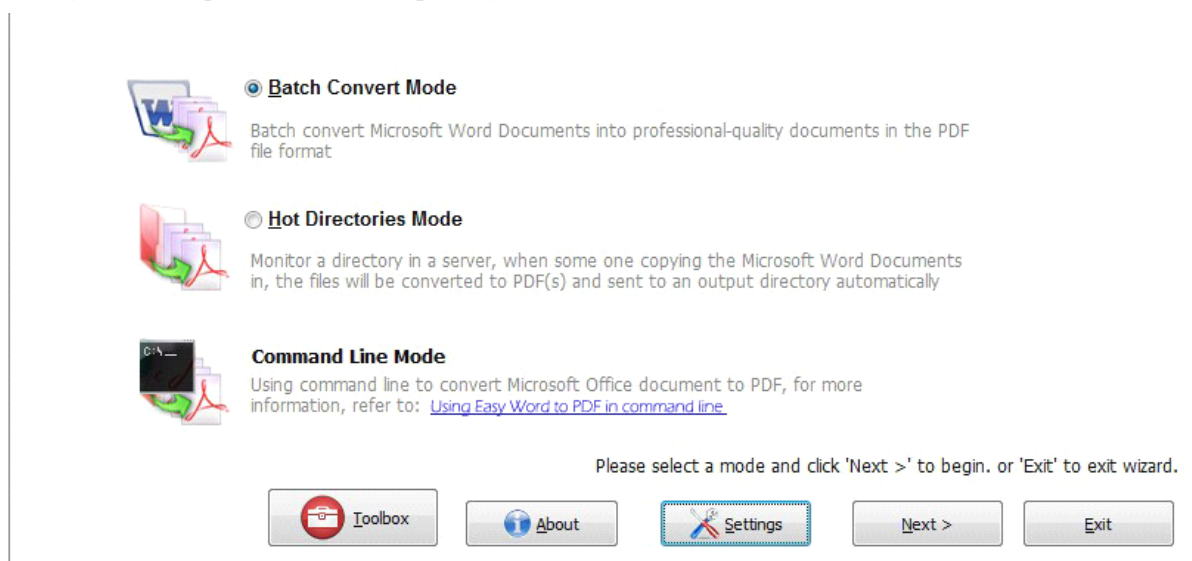 Batch Convert Mode
Batch convert Microsoft Word Documents into professional-quality documents in the PDF
file format
Hot Directories Mode
Monitor a directory in a server, when some one copying the Microsoft Word Documents
in, the files will be converted to PDF(s) and sent to an output directory automatically
C:\_
Command Line Mode
Using command line to convert Microsoft Office document to PDF, for more
information, refer to: Using Easy Word to PDF in command line
Please select a mode and click 'Next >' to begin. or 'Exit' to exit wizard.
Toolbox About Settings Next > Exit